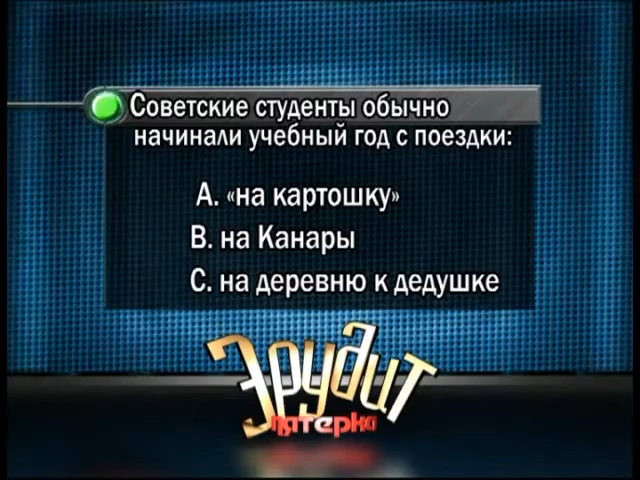 Советские студенты обычно
начинали учебный год с поездки:
А. «на картошку»
В. на Канары
С. на деревню к дедушке
Эрудит
пятерка